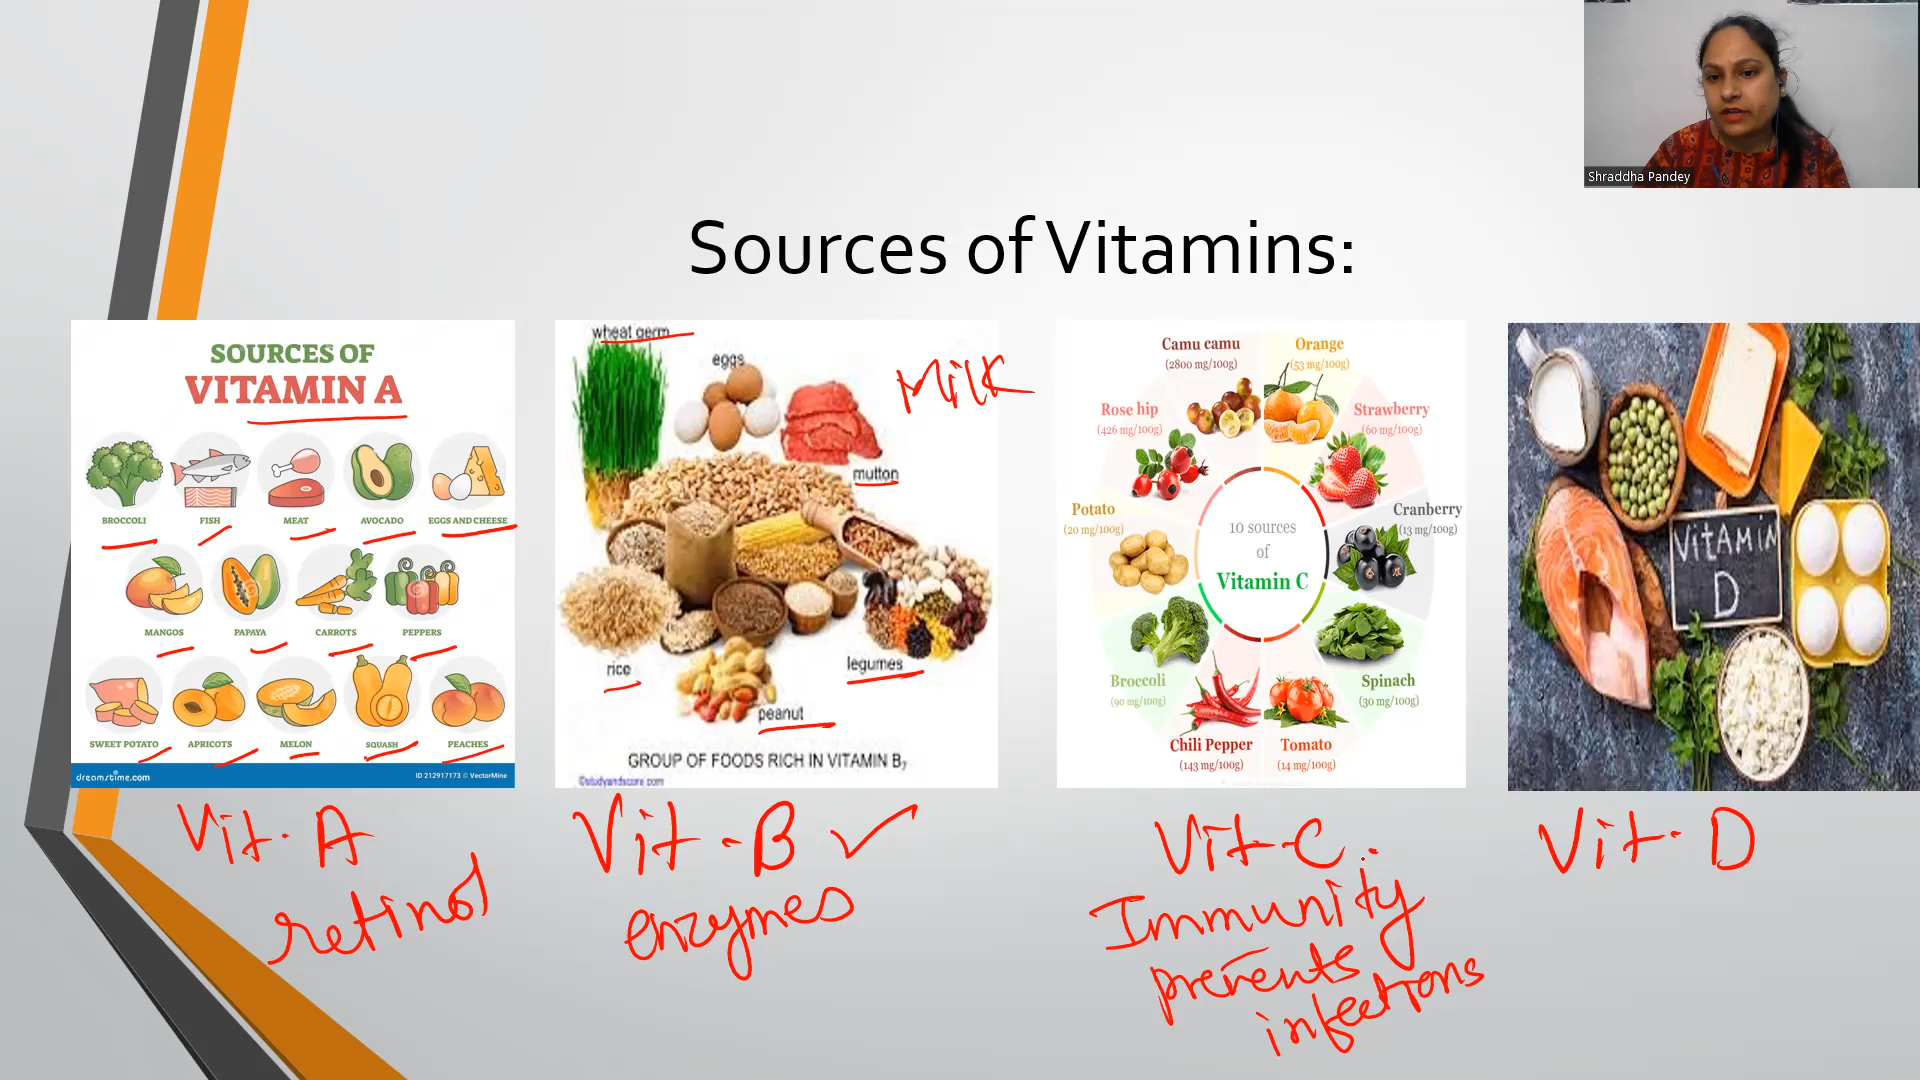 Shraddha Pandey
Sources of Vitamins:
SOURCES OF
VITAMIN A
BROCCOLI
FISH
MEAT
AVOCADO
EGGS AND CHEESE
MANGOS
PAPAYA
CARROTS
PEPPERS
SWEET POTATO
APRICOTS
MELON
SQUASH
PEACHES
dreamstime.com
ID 212917173 © VectorMine
wheat germ
eggs
Milk
mutton
rice
legumes
peanut
GROUP OF FOODS RICH IN VITAMIN B7
©studyandscore.com
Camu camu
(2800 mg/100g)
Orange
(53 mg/100g)
Rose hip
(426 mg/100g)
Strawberry
(60 mg/100g)
Potato
(20 mg/100g)
Cranberry
(13 mg/100g)
10 sources
of
Vitamin C
Broccoli
(90 mg/100g)
Spinach
(30 mg/100g)
Chili Pepper
(143 mg/100g)
Tomato
(14 mg/100g)
VITAMIN
D
Vit. A
retinol
Vit - B
enzymes
Vit-C.
Immunity
prevents
infections
Vit. D